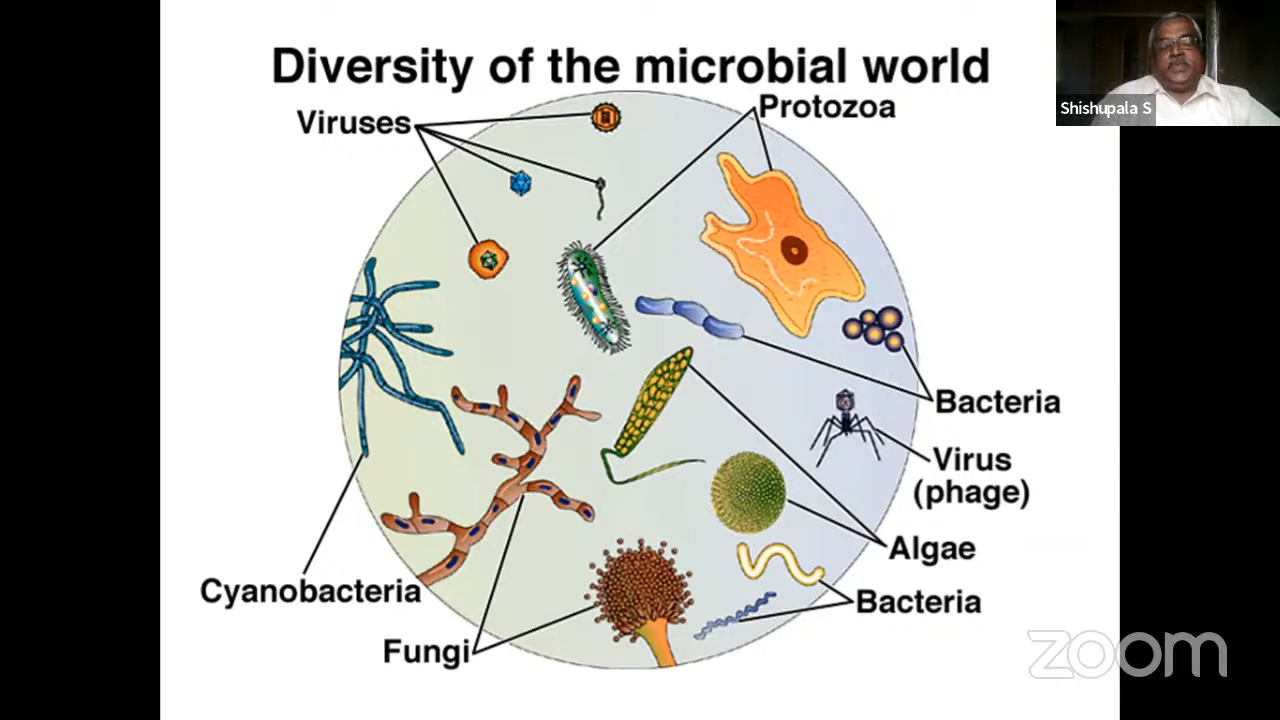 Diversity of the microbial world
Shishupala S
Viruses
Protozoa
Bacteria
Virus
(phage)
Algae
Cyanobacteria
Bacteria
Fungi
zoom